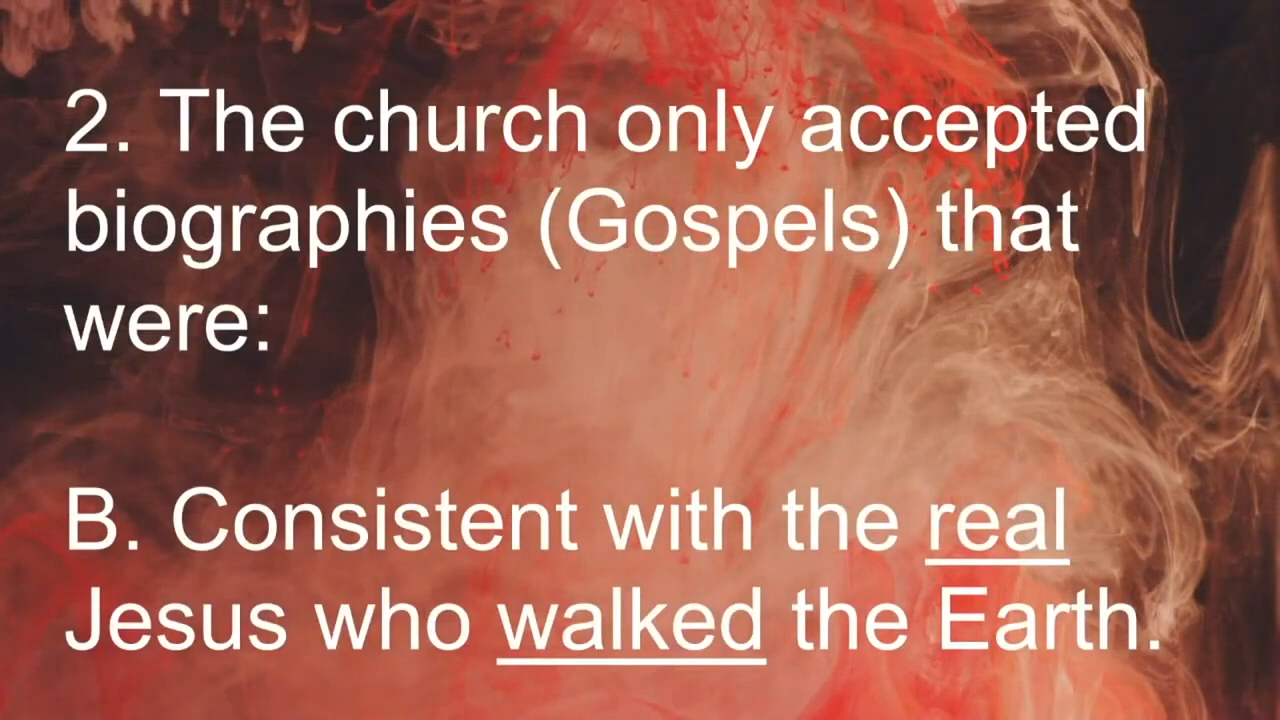 2. The church only accepted
biographies (Gospels) that
were:
B. Consistent with the real
Jesus who walked the Earth.